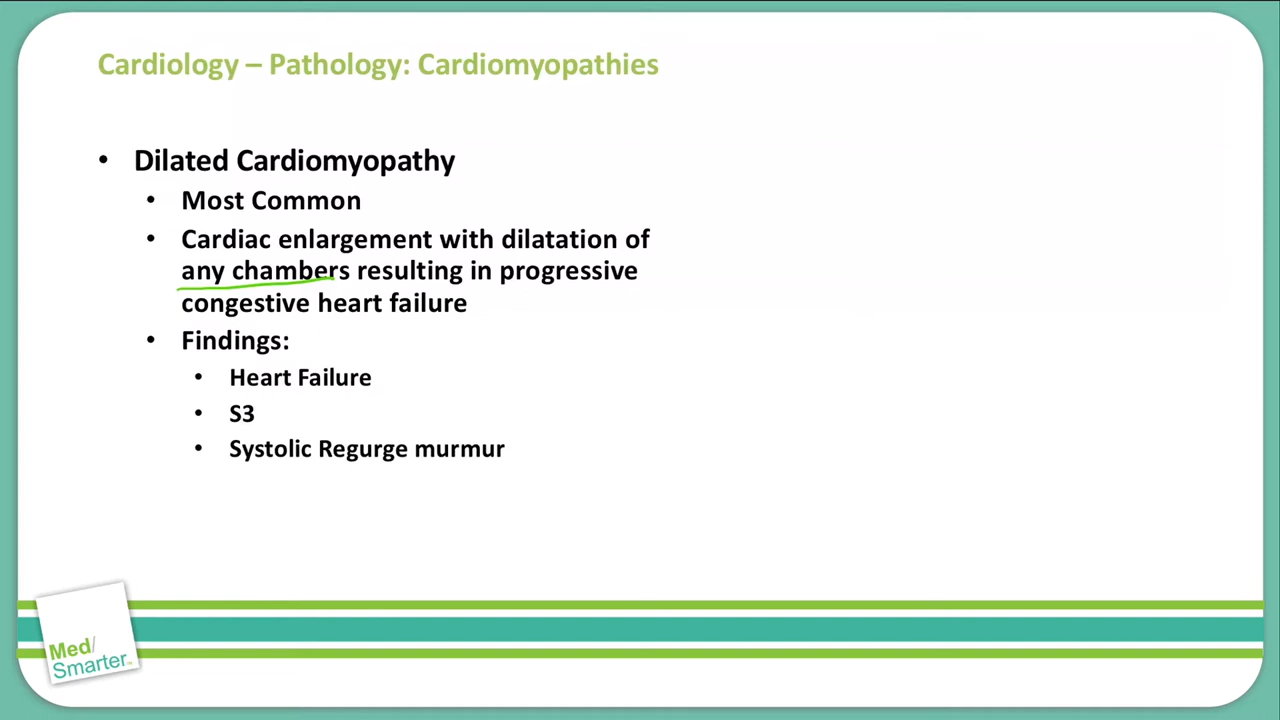 Cardiology – Pathology: Cardiomyopathies
• Dilated Cardiomyopathy
• Most Common
• Cardiac enlargement with dilatation of
any chambers resulting in progressive
congestive heart failure
• Findings:
• Heart Failure
• S3
• Systolic Regurge murmur
Med/
Smarter™